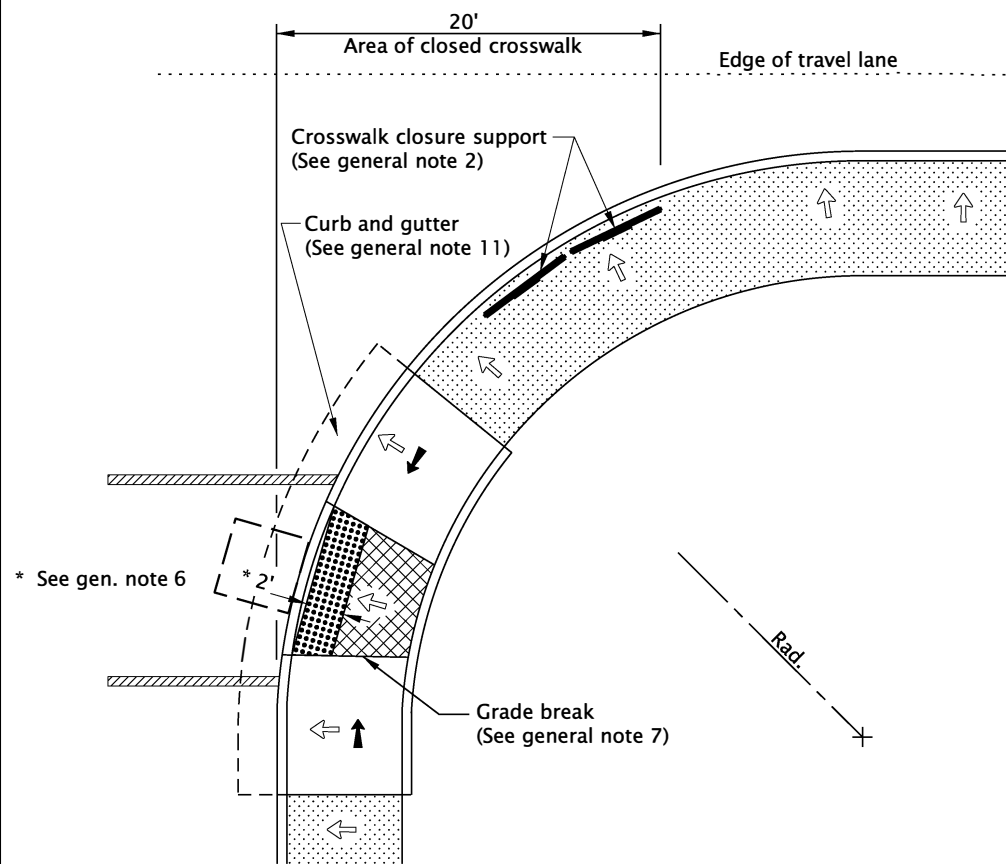 20'
Area of closed crosswalk
Edge of travel lane
Crosswalk closure support
(See general note 2)
Curb and gutter
(See general note 11)
* See gen. note 6
* 2'
Rad.
Grade break
(See general note 7)